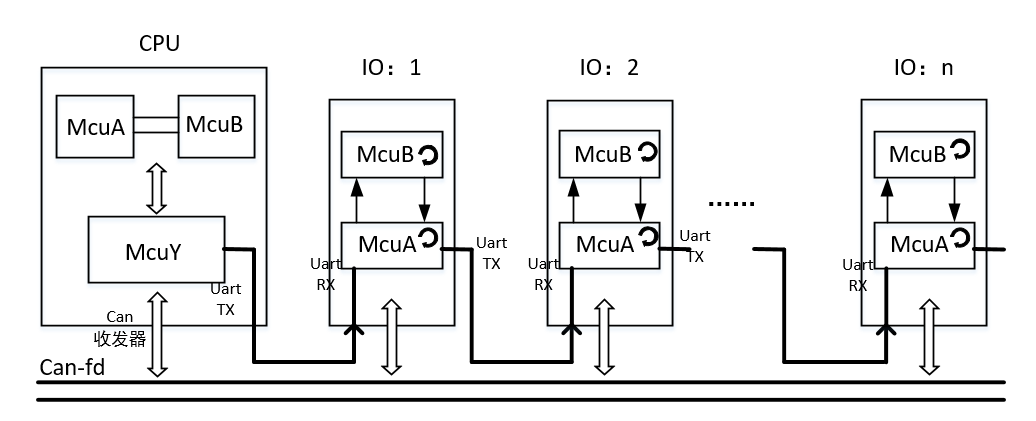 CPU
IO：1
IO：2
IO：n
McuA
McuB
McuB
McuB
McuB
McuY
McuA
McuA
McuA
......
Uart
TX
Uart
RX
Uart
TX
Uart
RX
Uart
TX
Uart
RX
Can
收发器
Can-fd